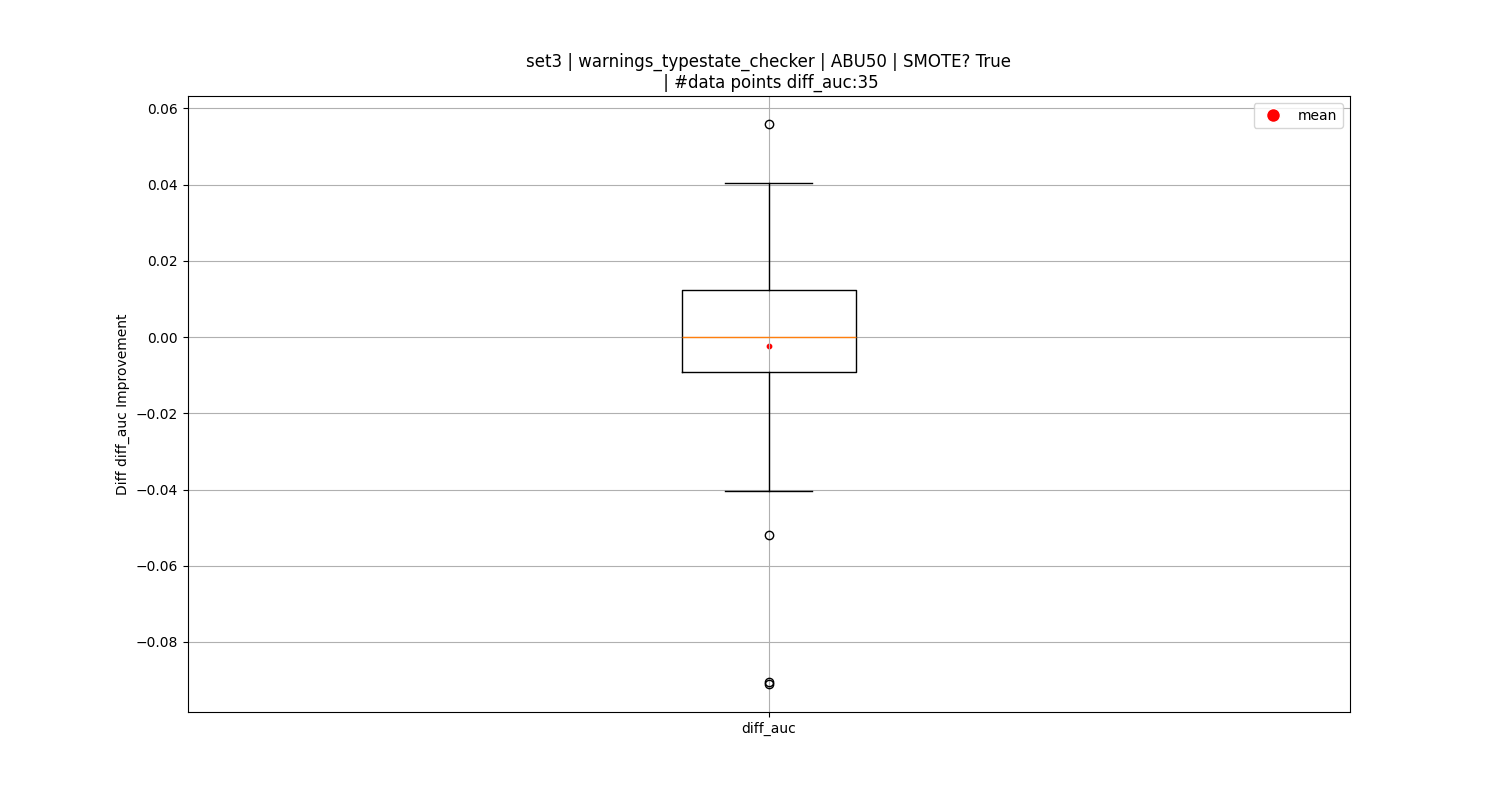 set3 | warnings_typestate_checker | ABU50 | SMOTE? True
| #data points diff_auc:35
mean
0.06
0.04
0.02
0.00
−0.02
−0.04
−0.06
−0.08
Diff diff_auc Improvement
diff_auc